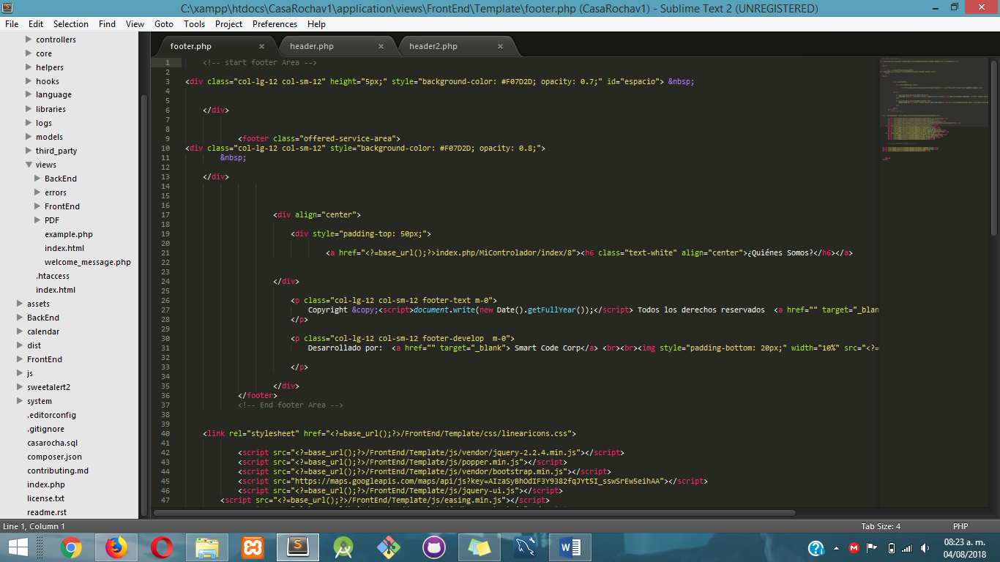 C:\xampp\htdocs\CasaRochav1\application\views\FrontEnd\Template\footer.php (CasaRochav1) - Sublime Text 2 (UNREGISTERED)
File Edit Selection Find View Goto Tools Project Preferences Help
controllers
core
helpers
hooks
language
libraries
logs
models
third_party
views
BackEnd
errors
FrontEnd
PDF
example.php
index.html
welcome_message.php
.htaccess
index.html
assets
BackEnd
calendar
dist
FrontEnd
js
sweetalert2
system
.editorconfig
.gitignore
casarocha.sql
composer.json
contributing.md
index.php
license.txt
readme.rst
footer.php × header.php × header2.php ×
1 <!-- start footer Area -->
2
3 <div class="col-lg-12 col-sm-12" height="5px;" style="background-color: #F07D2D; opacity: 0.7;" id="espacio"> &nbsp;
4
5
6 </div>
7
8
9 <footer class="offered-service-area">
10 <div class="col-lg-12 col-sm-12" style="background-color: #F07D2D; opacity: 0.8;">
11 &nbsp;
12
13 </div>
14
15
16
17 <div align="center">
18
19 <div style="padding-top: 50px;">
20
21 <a href="<?=base_url();?>index.php/MiControlador/index/8"><h6 class="text-white" align="center">¿Quiénes Somos?</h6></a>
22
23
24 </div>
25
26 <p class="col-lg-12 col-sm-12 footer-text m-0">
27 Copyright &copy;<script>document.write(new Date().getFullYear());</script> Todos los derechos reservados <a href="" target="_blan
28 </p>
29
30 <p class="col-lg-12 col-sm-12 footer-develop  m-0">
31 Desarrollado por: <a href="" target="_blank"> Smart Code Corp</a> <br><br><img style="padding-bottom: 20px;" width="10%" src="<?=
32
33 </p>
34
35 </div>
36 </footer>
37 <!-- End footer Area -->
38
39
40 <link rel="stylesheet" href="<?=base_url();?>/FrontEnd/Template/css/linearicons.css">
41
42 <script src="<?=base_url();?>/FrontEnd/Template/js/vendor/jquery-2.2.4.min.js"></script>
43 <script src="<?=base_url();?>/FrontEnd/Template/js/popper.min.js"></script>
44 <script src="<?=base_url();?>/FrontEnd/Template/js/vendor/bootstrap.min.js"></script>
45 <script src="https://maps.googleapis.com/maps/api/js?key=AIzaSyBhOdIF3Y9382fqJYt5I_sswSrEw5eihAA"></script>
46 <script src="<?=base_url();?>/FrontEnd/Template/js/jquery-ui.js"></script>
47 <script src="<?=base_url();?>/FrontEnd/Template/js/easing.min.js"></script>
Line 1, Column 1 Tab Size: 4 PHP
08:23 a. m.
04/08/2018